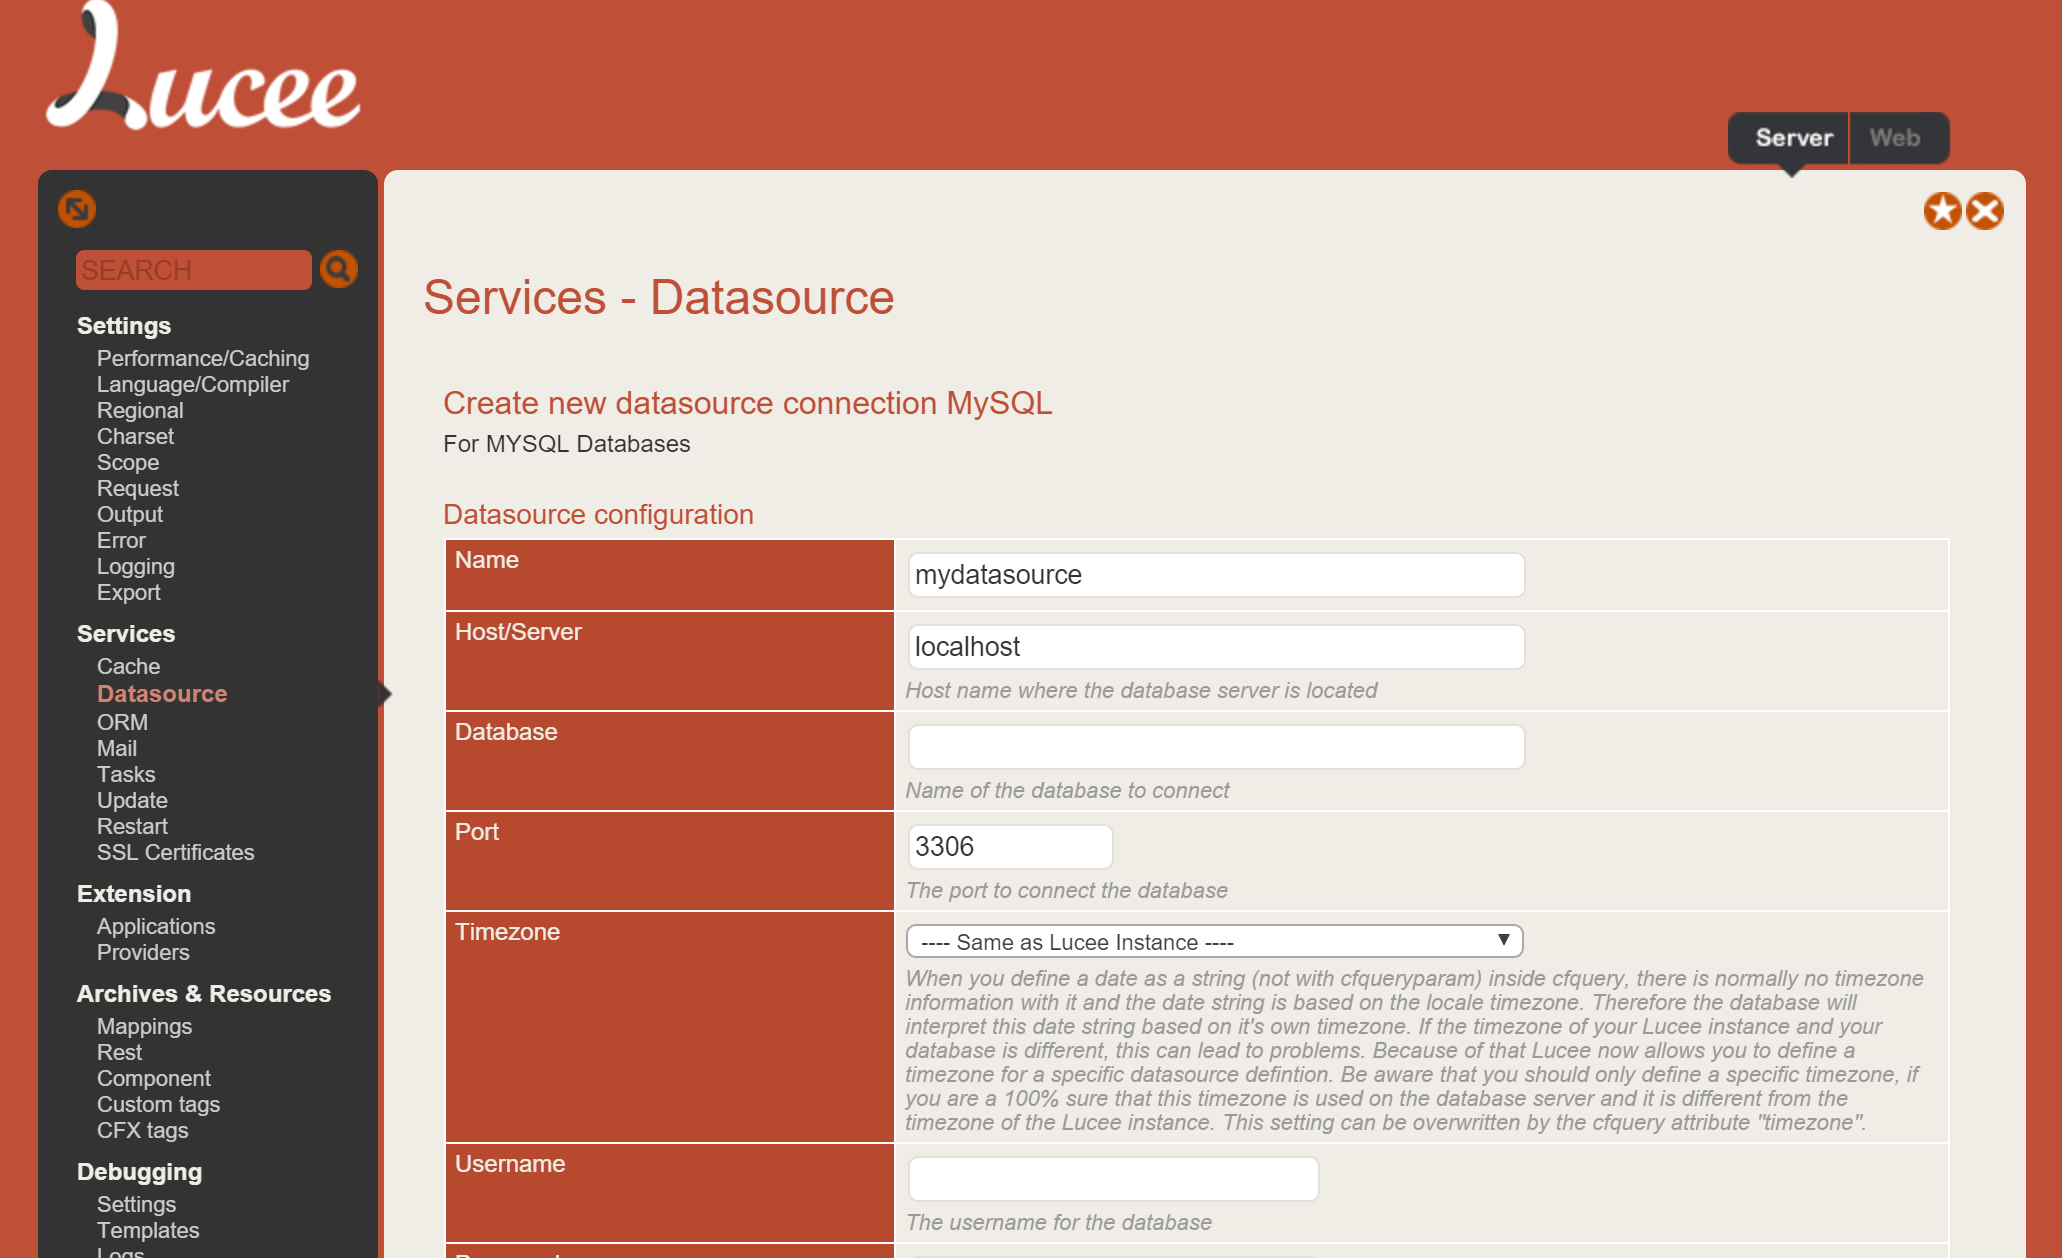 Lucee
Server
Web
SEARCH
Settings
Performance/Caching
Language/Compiler
Regional
Charset
Scope
Request
Output
Error
Logging
Export
Services
Cache
Datasource
ORM
Mail
Tasks
Update
Restart
SSL Certificates
Extension
Applications
Providers
Archives & Resources
Mappings
Rest
Component
Custom tags
CFX tags
Debugging
Settings
Templates
Logs
Services - Datasource
Create new datasource connection MySQL
For MYSQL Databases
Datasource configuration
Name
mydatasource
Host/Server
localhost
Host name where the database server is located
Database
Name of the database to connect
Port
3306
The port to connect the database
Timezone
---- Same as Lucee Instance ----
When you define a date as a string (not with cfqueryparam) inside cfquery, there is normally no timezone
information with it and the date string is based on the locale timezone. Therefore the database will
interpret this date string based on it's own timezone. If the timezone of your Lucee instance and your
database is different, this can lead to problems. Because of that Lucee now allows you to define a
timezone for a specific datasource defintion. Be aware that you should only define a specific timezone, if
you are a 100% sure that this timezone is used on the database server and it is different from the
timezone of the Lucee instance. This setting can be overwritten by the cfquery attribute "timezone".
Username
The username for the database